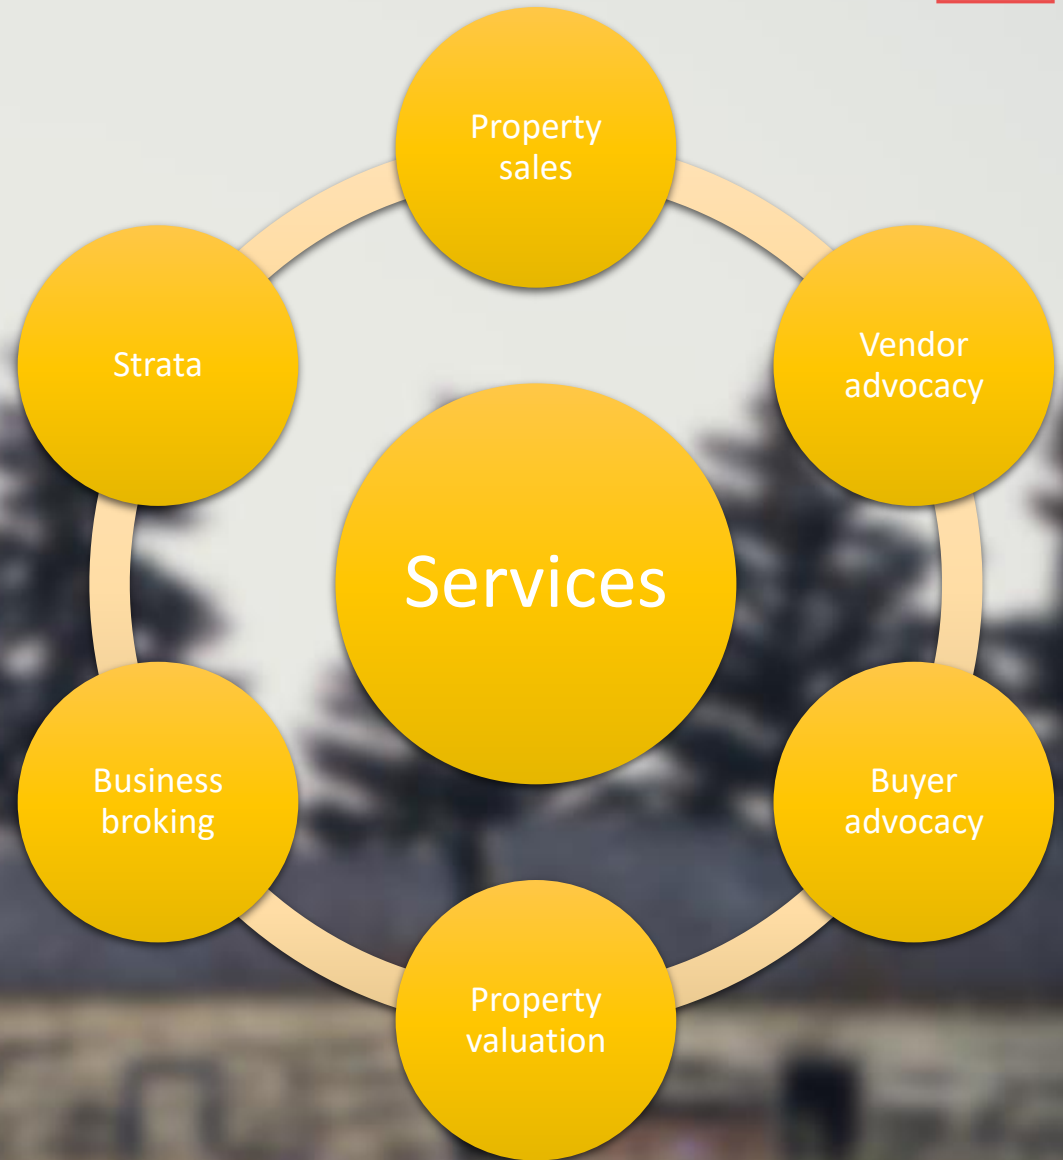 Property
sales
Vendor
advocacy
Buyer
advocacy
Property
valuation
Business
broking
Strata
Services